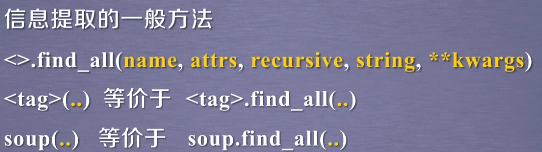 信息提取的一般方法
<>.find_all(name, attrs, recursive, string, **kwargs)
<tag>(..) 等价于 <tag>.find_all(..)
soup(..) 等价于 soup.find_all(..)